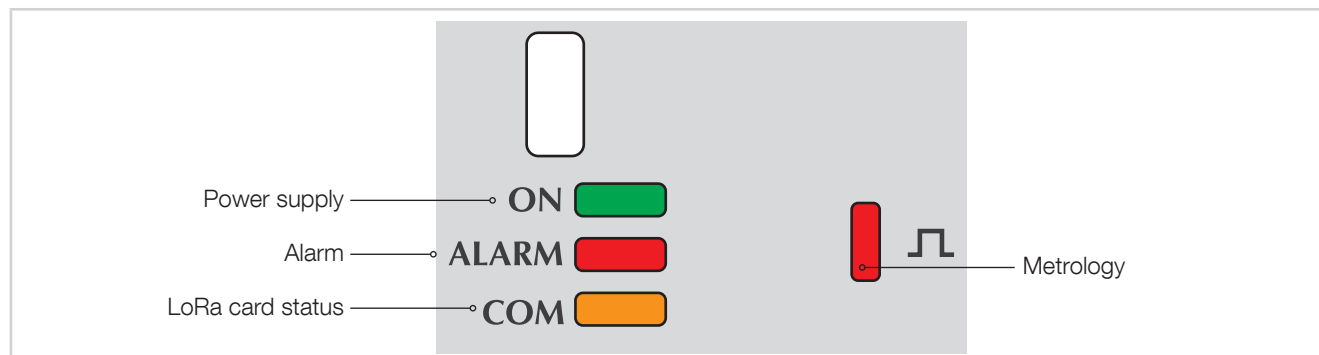 Power supply
ON
Alarm
ALARM
LoRa card status
COM
Metrology